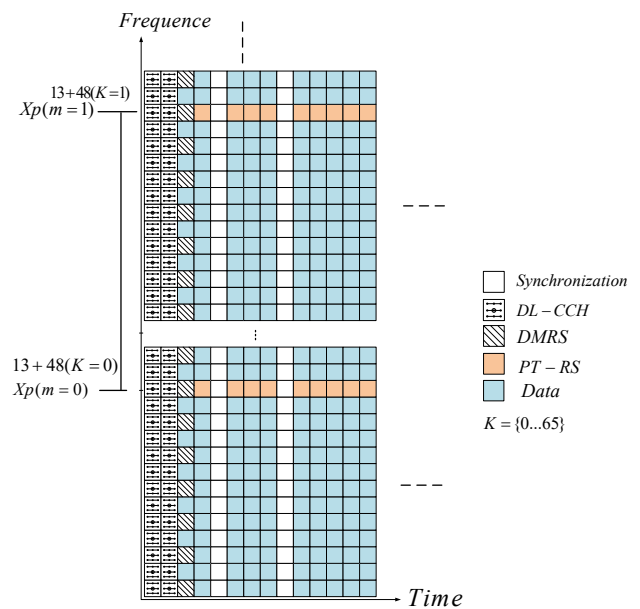 Frequence
13+48(K=1)
Xp(m=1)
13+48(K=0)
Xp(m=0)
Synchronization
DL-CCH
DMRS
PT-RS
Data
K={0...65}
Time